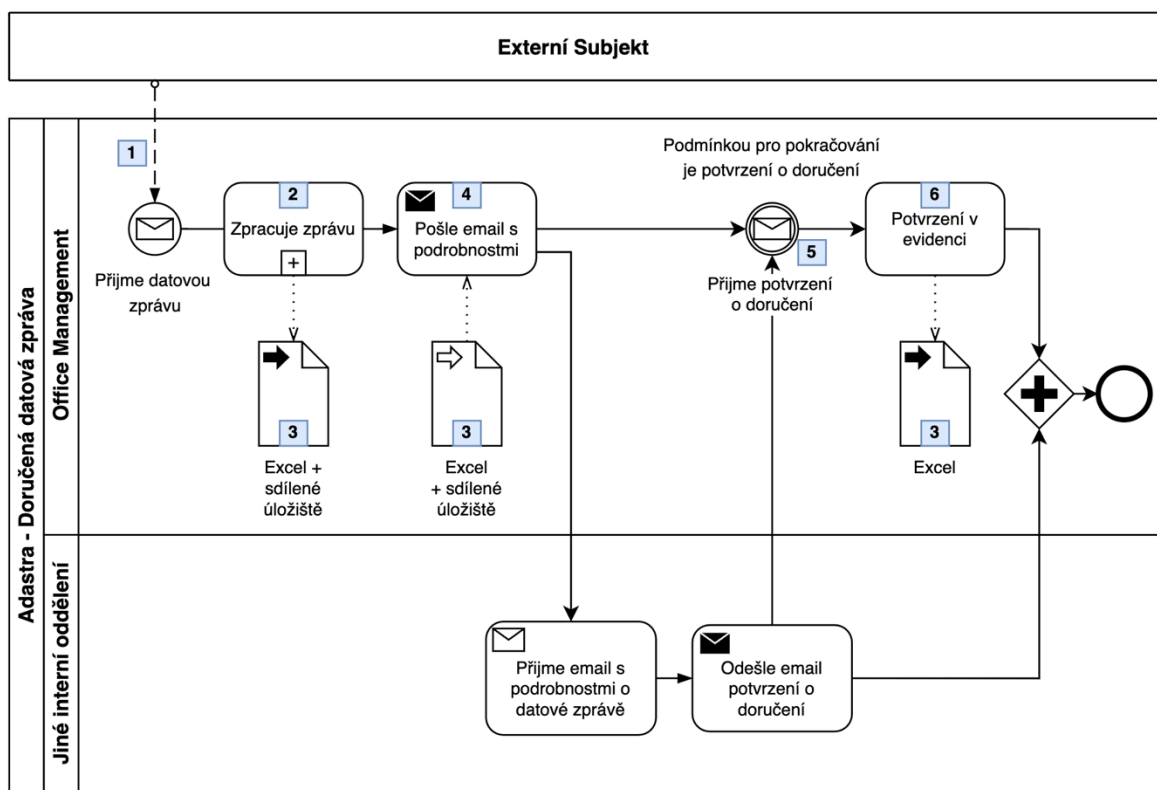 Externí Subjekt
Adastra - Doručená datová zpráva
Office Management
1
Přijme datovou
zprávu
2
Zpracuje zprávu
3
Excel +
sdílené
úložiště
4
Pošle email s
podrobnostmi
3
Excel
+ sdílené
úložiště
Podmínkou pro pokračování
je potvrzení o doručení
5
Přijme potvrzení
o doručení
6
Potvrzení v
evidenci
3
Excel
Jiné interní oddělení
Přijme email s
podrobnostmi o
datové zprávě
Odešle email
potvrzení o
doručení